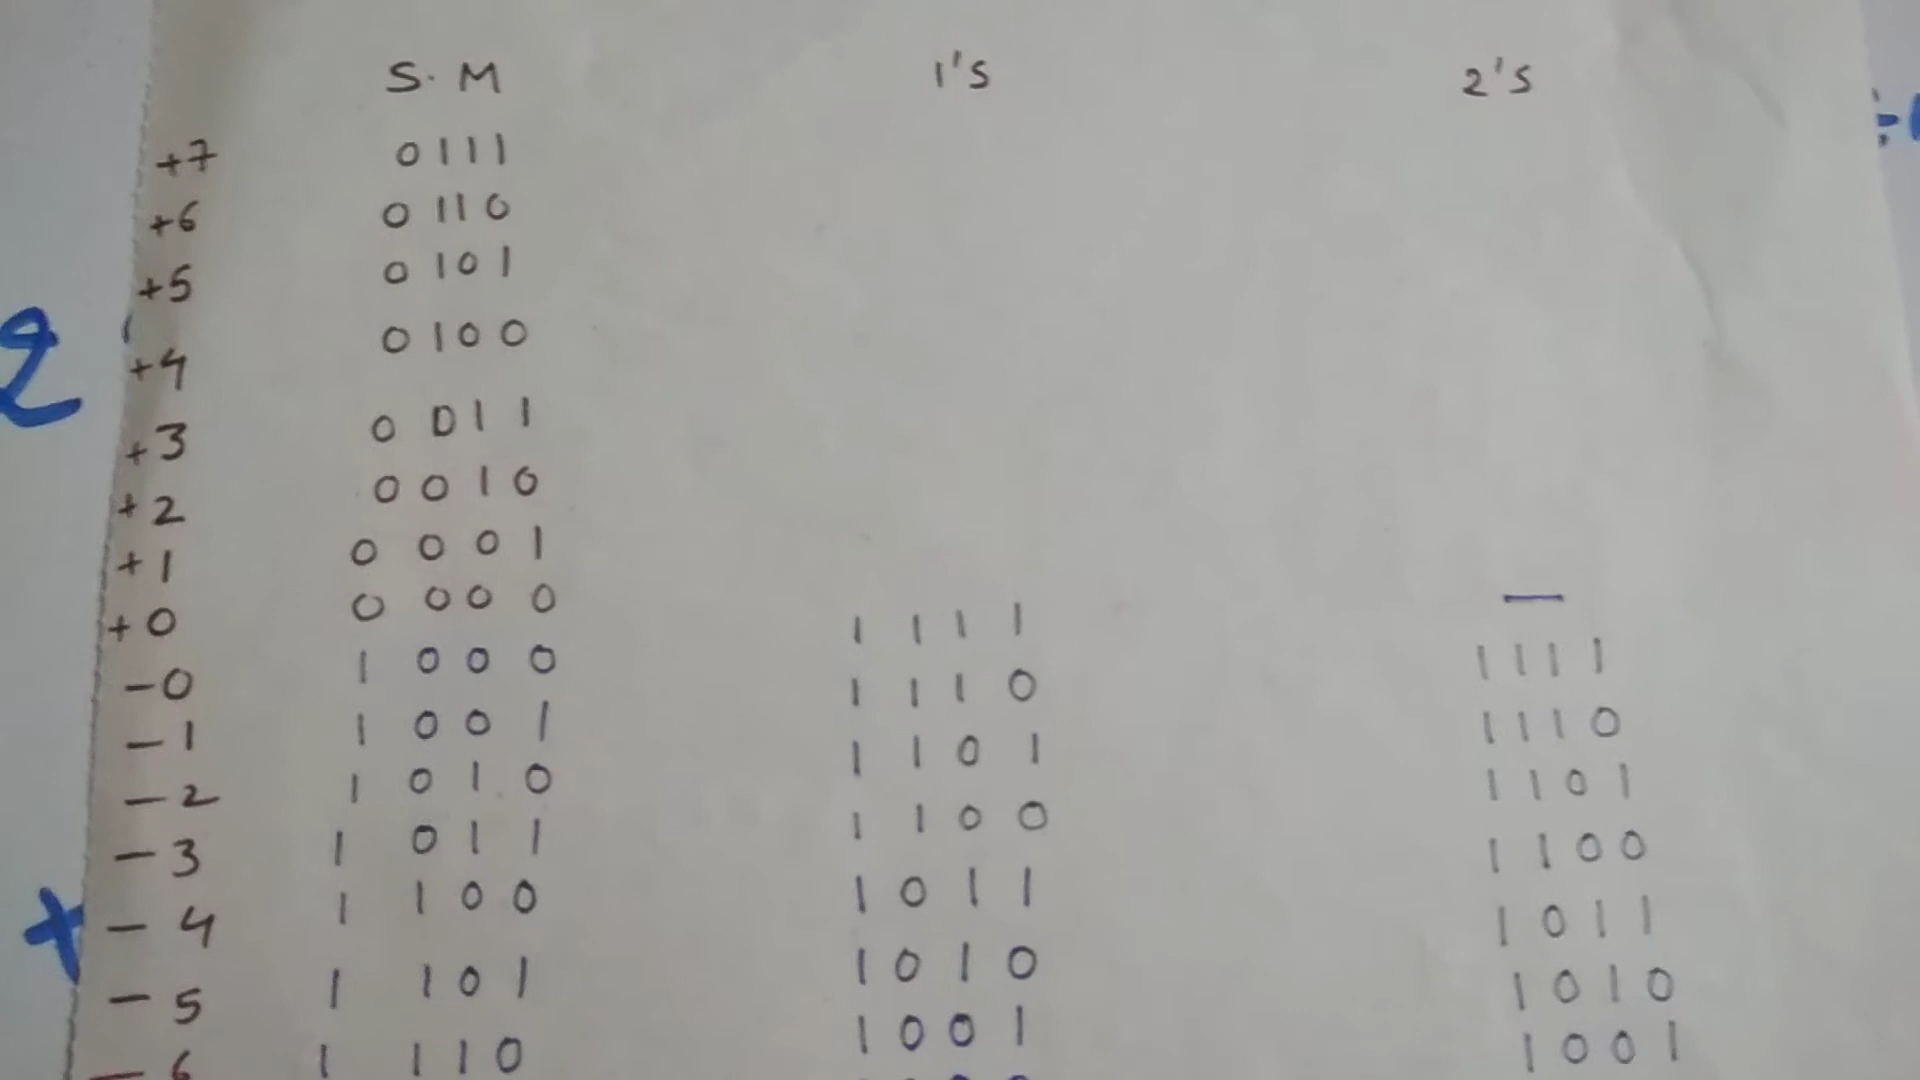 S.M 1's 2's
+7 0111
+6 0110
+5 0101
+4 0100
+3 0011
+2 0010
+1 0001
+0 0000
-0 1000 1111 —
-1 1001 1110 1111
-2 1010 1101 1110
-3 1011 1100 1101
-4 1100 1011 1100
-5 1101 1010 1011
-6 1110 1001 1010
1001
2
+
÷